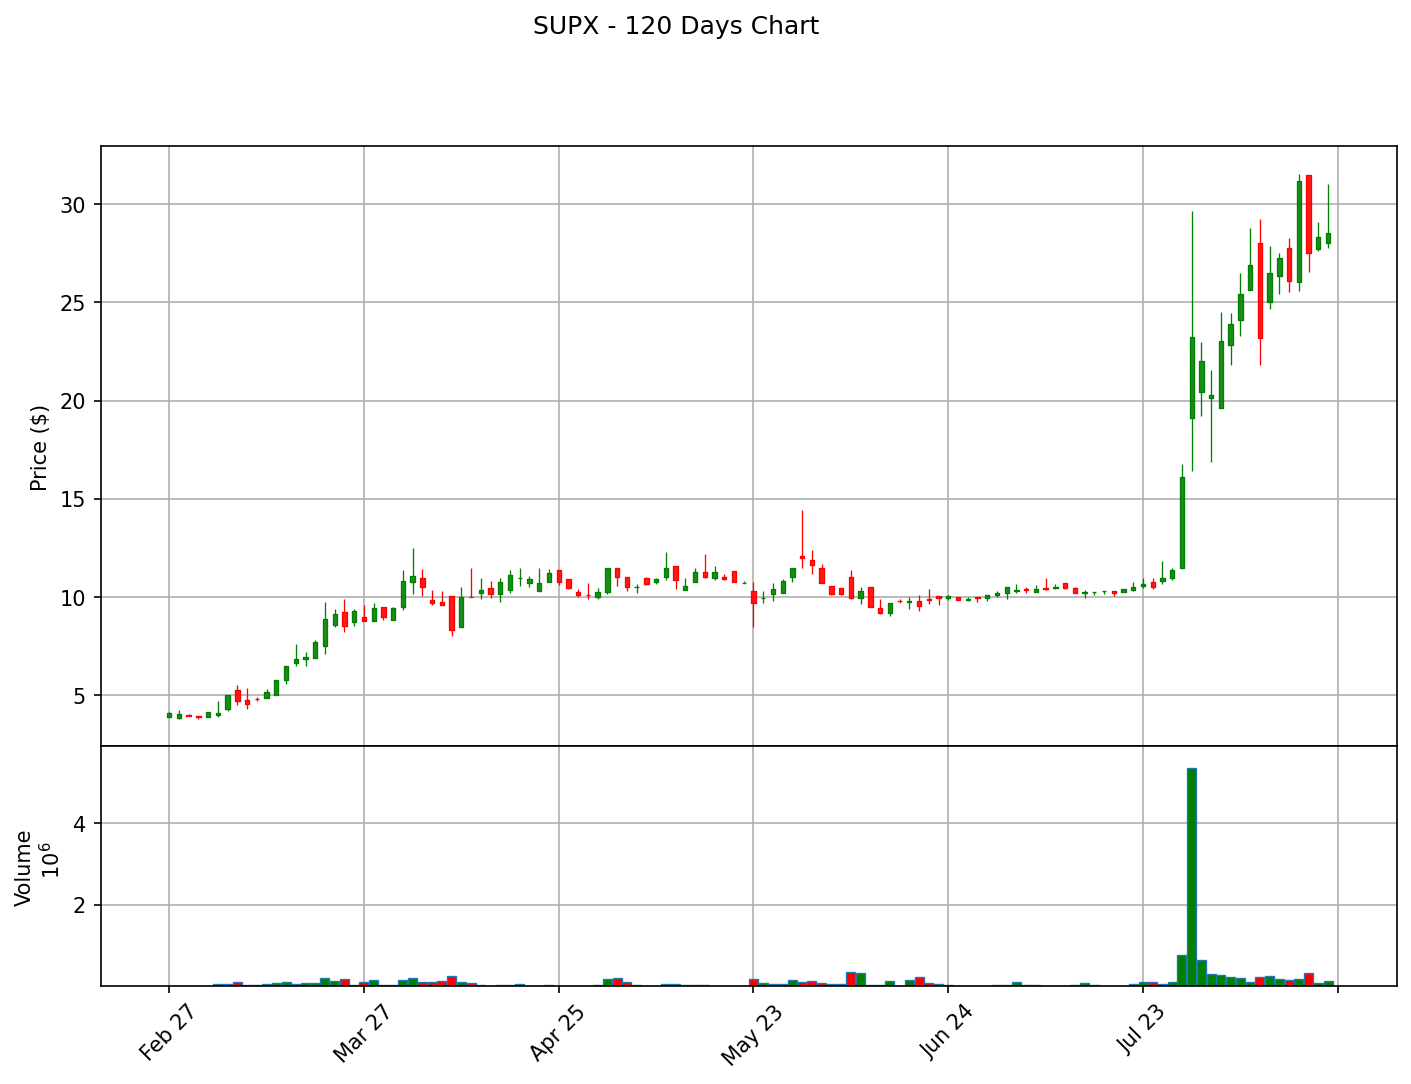 SUPX - 120 Days Chart
Price ($)
30
25
20
15
10
5
Volume
10^6
4
2
Feb 27
Mar 27
Apr 25
May 23
Jun 24
Jul 23